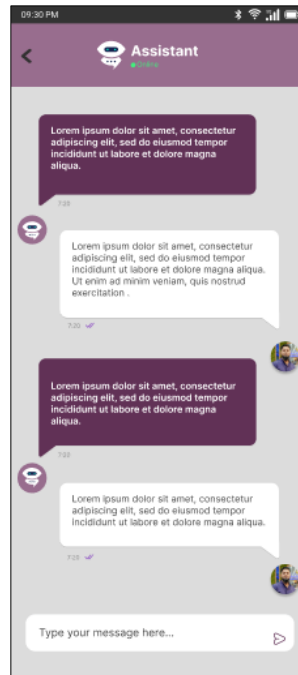 09:30 PM
Assistant
Online
Lorem ipsum dolor sit amet, consectetur
adipiscing elit, sed do eiusmod tempor
incididunt ut labore et dolore magna
aliqua.
7:20
Lorem ipsum dolor sit amet, consectetur
adipiscing elit, sed do eiusmod tempor
incididunt ut labore et dolore magna aliqua.
Ut enim ad minim veniam, quis nostrud
exercitation .
7:20
Lorem ipsum dolor sit amet, consectetur
adipiscing elit, sed do eiusmod tempor
incididunt ut labore et dolore magna
aliqua.
7:20
Lorem ipsum dolor sit amet, consectetur
adipiscing elit, sed do eiusmod tempor
incididunt ut labore et dolore magna aliqua.
7:20
Type your message here...